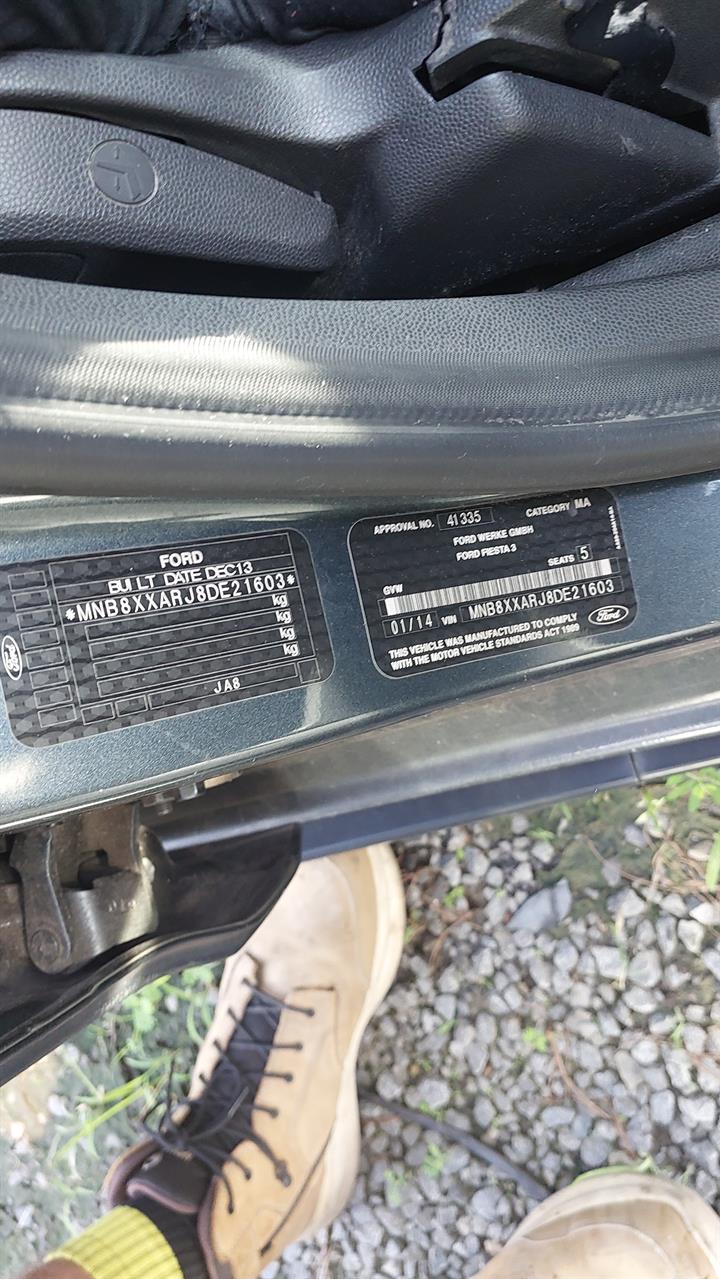 FORD
BUILT DATE DEC13
*MNB8XXARJ8DE21603*
kg
kg
kg
kg
JA8
Ford
APPROVAL NO. 41335 CATEGORY MA
FORD WERKE GMBH
FORD FIESTA 3
SEATS 5
GVW
01/14 VIN MNB8XXARJ8DE21603
THIS VEHICLE WAS MANUFACTURED TO COMPLY
WITH THE MOTOR VEHICLE STANDARDS ACT 1989
Ford